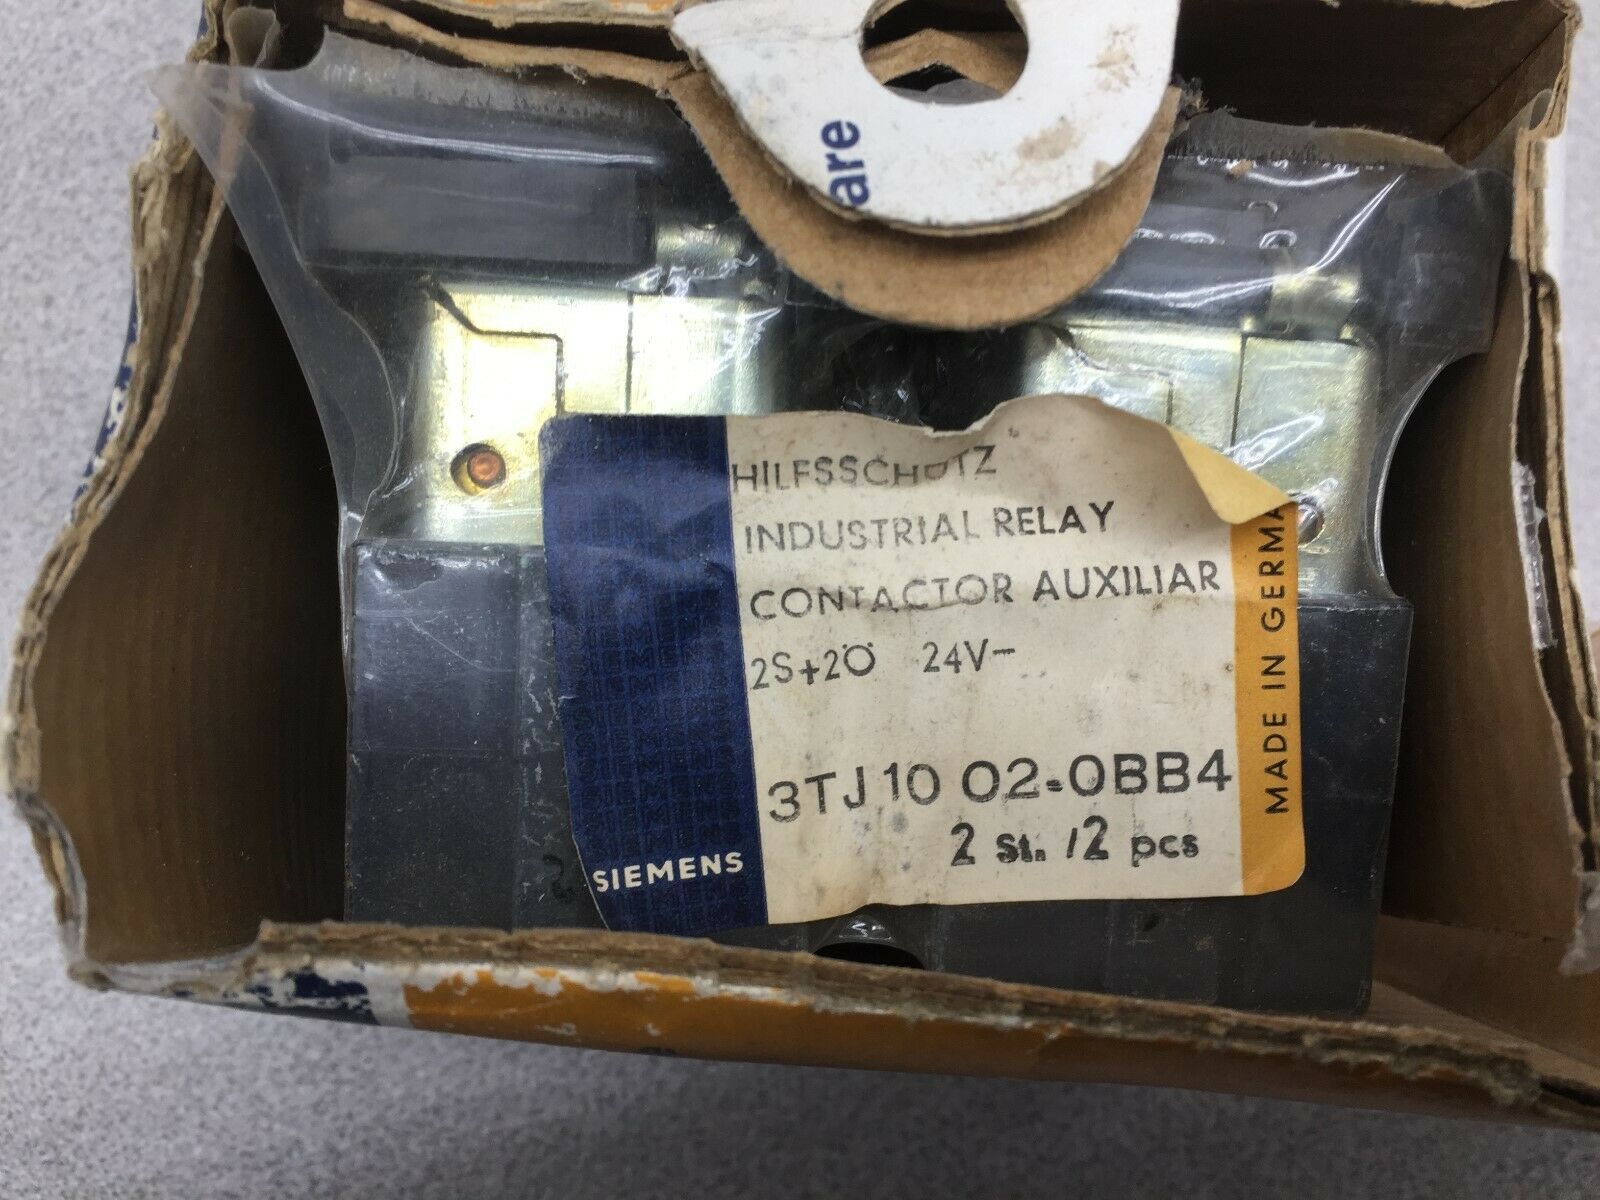 are
HILFSSCHÜTZ
INDUSTRIAL RELAY
CONTACTOR AUXILIAR
2S+2Ö 24V-
3TJ10 02-0BB4
2 St. /2 pcs
SIEMENS
MADE IN GERMA